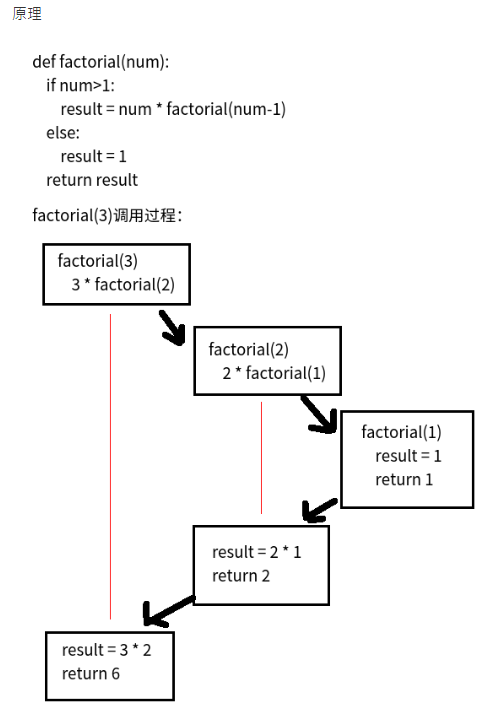 原理
def factorial(num):
if num>1:
result = num * factorial(num-1)
else:
result = 1
return result
factorial(3)调用过程：
factorial(3)
3 * factorial(2)
factorial(2)
2 * factorial(1)
factorial(1)
result = 1
return 1
result = 2 * 1
return 2
result = 3 * 2
return 6